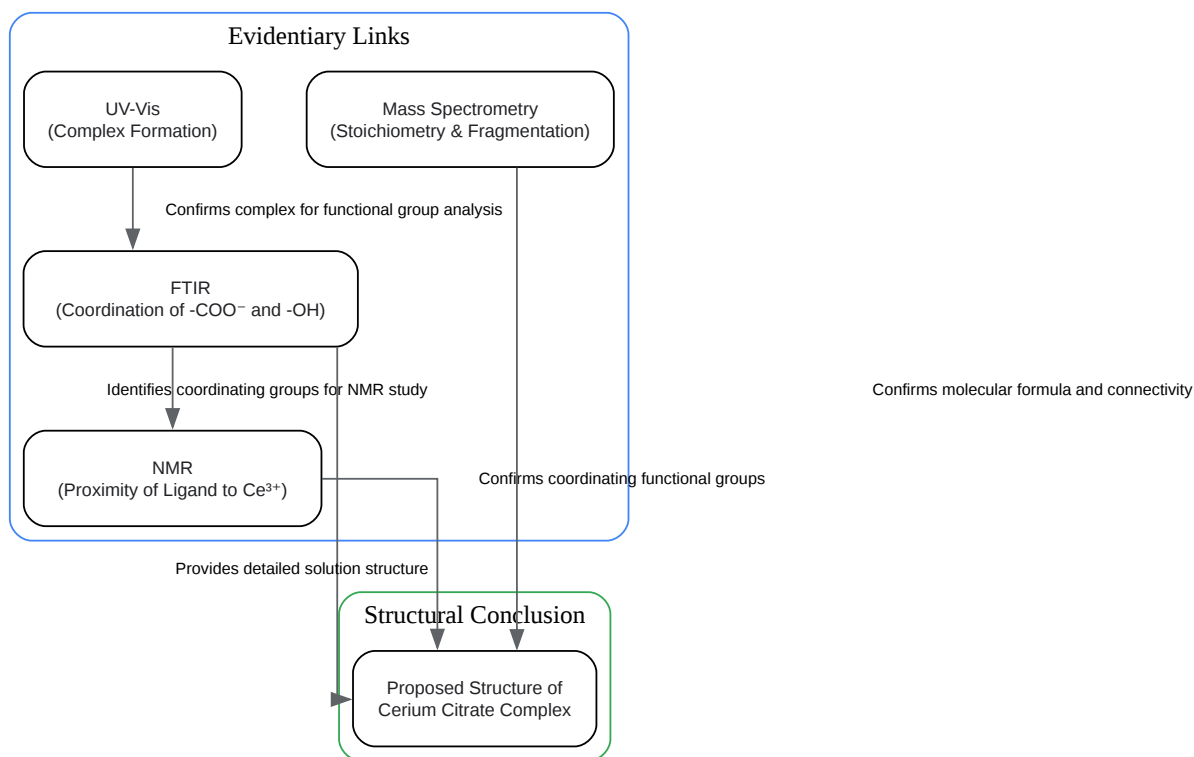 Evidentiary Links
UV-Vis
(Complex Formation)
Mass Spectrometry
(Stoichiometry & Fragmentation)
Confirms complex for functional group analysis
FTIR
(Coordination of -COO⁻ and -OH)
Identifies coordinating groups for NMR study
Confirms molecular formula and connectivity
NMR
(Proximity of Ligand to Ce³⁺)
Confirms coordinating functional groups
Provides detailed solution structure
Structural Conclusion
Proposed Structure of
Cerium Citrate Complex